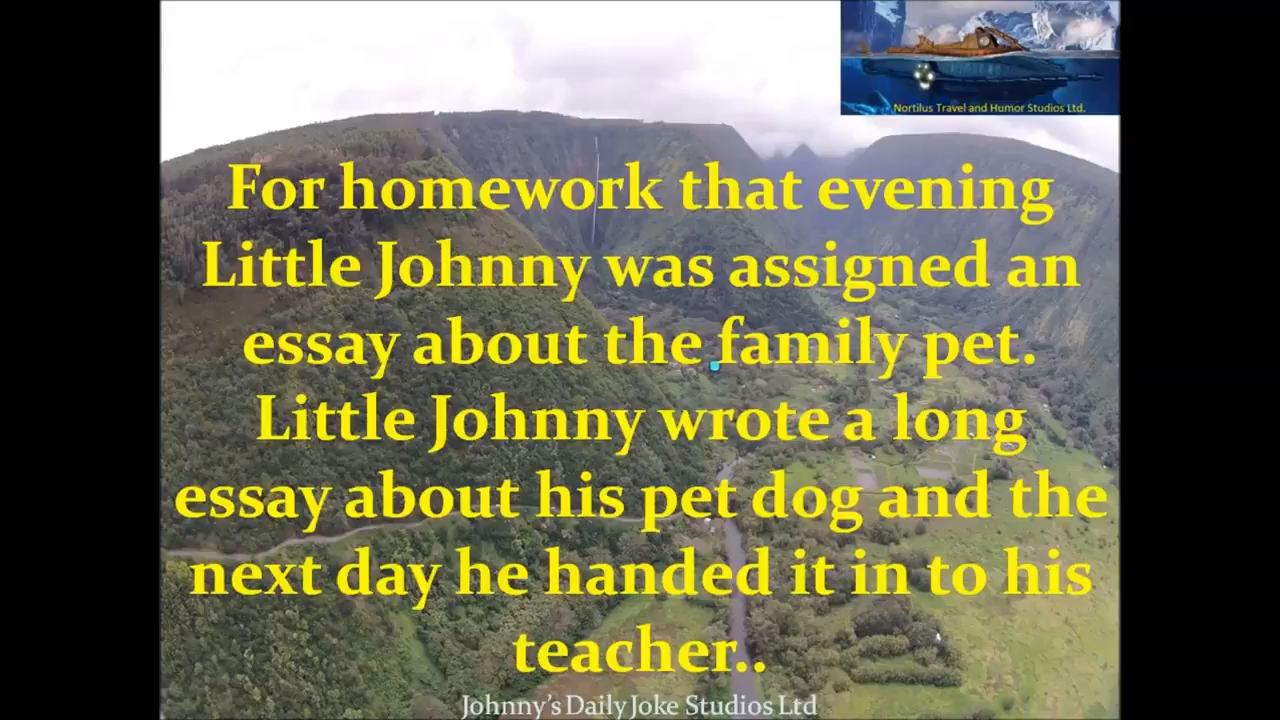 Nortilus Travel and Humor Studios Ltd.
For homework that evening
Little Johnny was assigned an
essay about the family pet.
Little Johnny wrote a long
essay about his pet dog and the
next day he handed it in to his
teacher..
Johnny's Daily Joke Studios Ltd